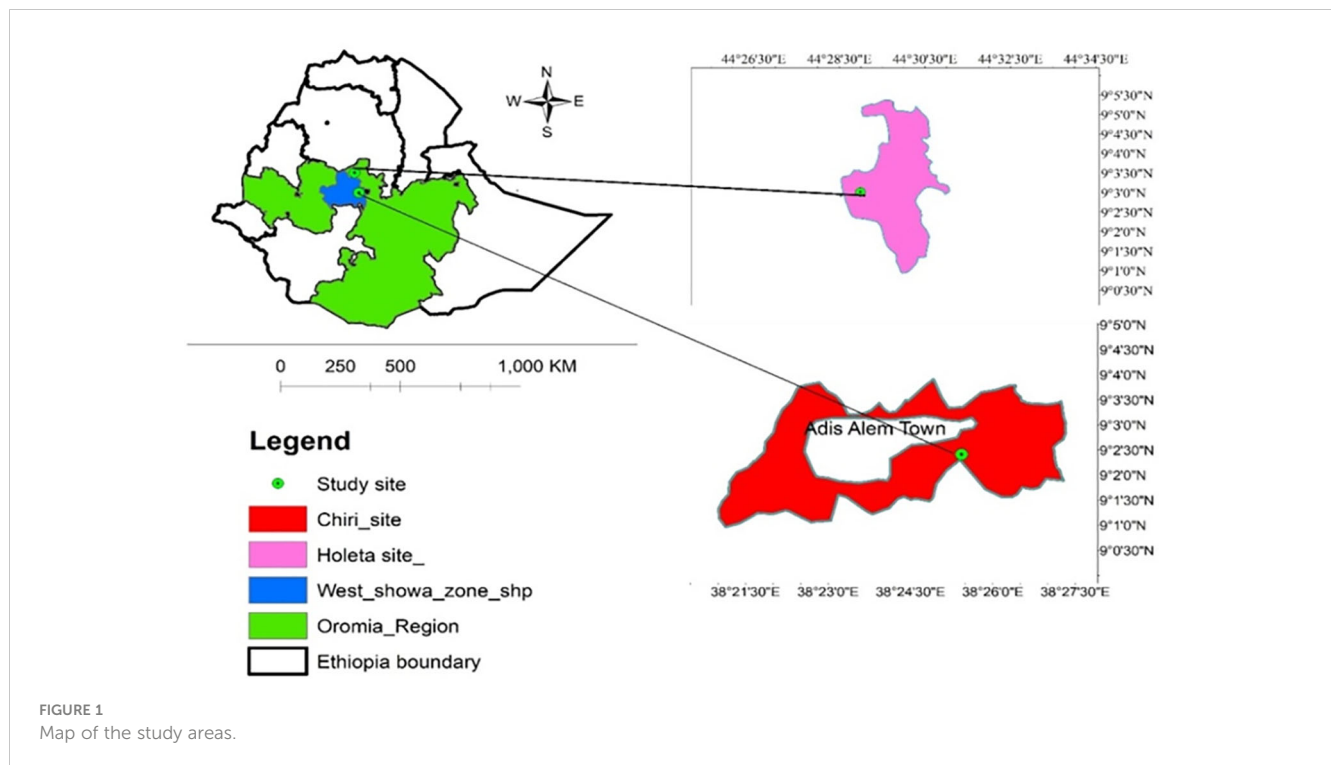 N
W E
S
0 250 500 1,000 KM
Legend
Study site
Chiri_site
Holeta site_
West_showa_zone_shp
Oromia_Region
Ethiopia boundary
44°26'30"E 44°28'30"E 44°30'30"E 44°32'30"E 44°34'30"E
9°5'30"N
9°5'0"N
9°4'30"N
9°4'0"N
9°3'30"N
9°3'0"N
9°2'30"N
9°2'0"N
9°1'30"N
9°1'0"N
9°0'30"N
Adis Alem Town
9°5'0"N
9°4'30"N
9°4'0"N
9°3'30"N
9°3'0"N
9°2'30"N
9°2'0"N
9°1'30"N
9°1'0"N
9°0'30"N
38°21'30"E 38°23'0"E 38°24'30"E 38°26'0"E 38°27'30"E
FIGURE 1
Map of the study areas.